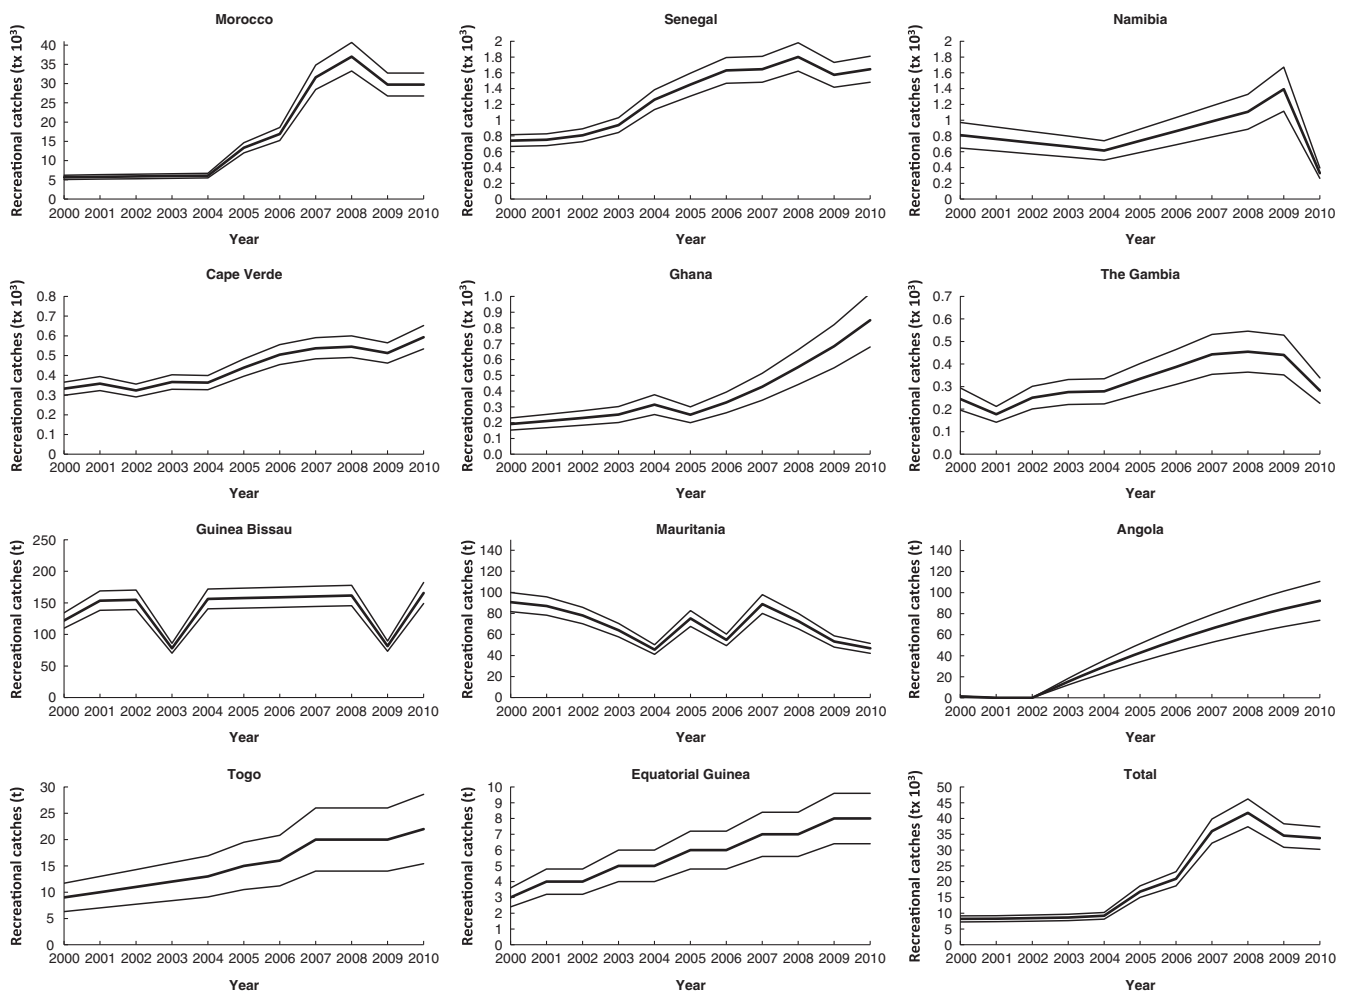 Morocco
Recreational catches (tx 10³)
40
35
30
25
20
15
10
5
0
2000 2001 2002 2003 2004 2005 2006 2007 2008 2009 2010
Year
Senegal
Recreational catches (tx 10³)
2
1.8
1.6
1.4
1.2
1
0.8
0.6
0.4
0.2
0
2000 2001 2002 2003 2004 2005 2006 2007 2008 2009 2010
Year
Namibia
Recreational catches (tx 10³)
2
1.8
1.6
1.4
1.2
1
0.8
0.6
0.4
0.2
0
2000 2001 2002 2003 2004 2005 2006 2007 2008 2009 2010
Year
Cape Verde
Recreational catches (tx 10³)
0.8
0.7
0.6
0.5
0.4
0.3
0.2
0.1
0
2000 2001 2002 2003 2004 2005 2006 2007 2008 2009 2010
Year
Ghana
Recreational catches (tx 10³)
1.0
0.9
0.8
0.7
0.6
0.5
0.4
0.3
0.2
0.1
0.0
2000 2001 2002 2003 2004 2005 2006 2007 2008 2009 2010
Year
The Gambia
Recreational catches (tx 10³)
0.7
0.6
0.5
0.4
0.3
0.2
0.1
0.0
2000 2001 2002 2003 2004 2005 2006 2007 2008 2009 2010
Year
Guinea Bissau
Recreational catches (t)
250
200
150
100
50
0
2000 2001 2002 2003 2004 2005 2006 2007 2008 2009 2010
Year
Mauritania
Recreational catches (t)
140
120
100
80
60
40
20
0
2000 2001 2002 2003 2004 2005 2006 2007 2008 2009 2010
Year
Angola
Recreational catches (t)
140
120
100
80
60
40
20
0
2000 2001 2002 2003 2004 2005 2006 2007 2008 2009 2010
Year
Togo
Recreational catches (t)
30
25
20
15
10
5
0
2000 2001 2002 2003 2004 2005 2006 2007 2008 2009 2010
Year
Equatorial Guinea
Recreational catches (t)
10
9
8
7
6
5
4
3
2
1
0
2000 2001 2002 2003 2004 2005 2006 2007 2008 2009 2010
Year
Total
Recreational catches (tx 10³)
50
45
40
35
30
25
20
15
10
5
0
2000 2001 2002 2003 2004 2005 2006 2007 2008 2009 2010
Year